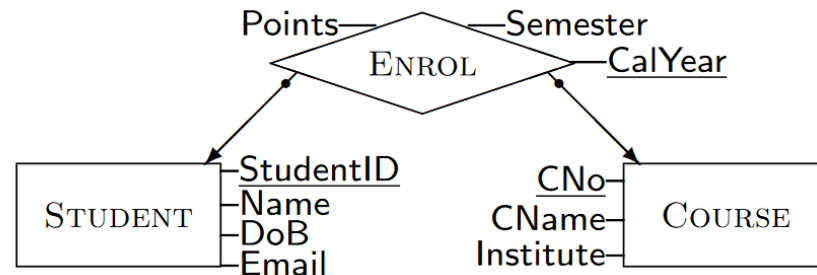 Points
Semester
ENROL
CalYear
STUDENT
StudentID
Name
DoB
Email
CNo
CName
Institute
COURSE